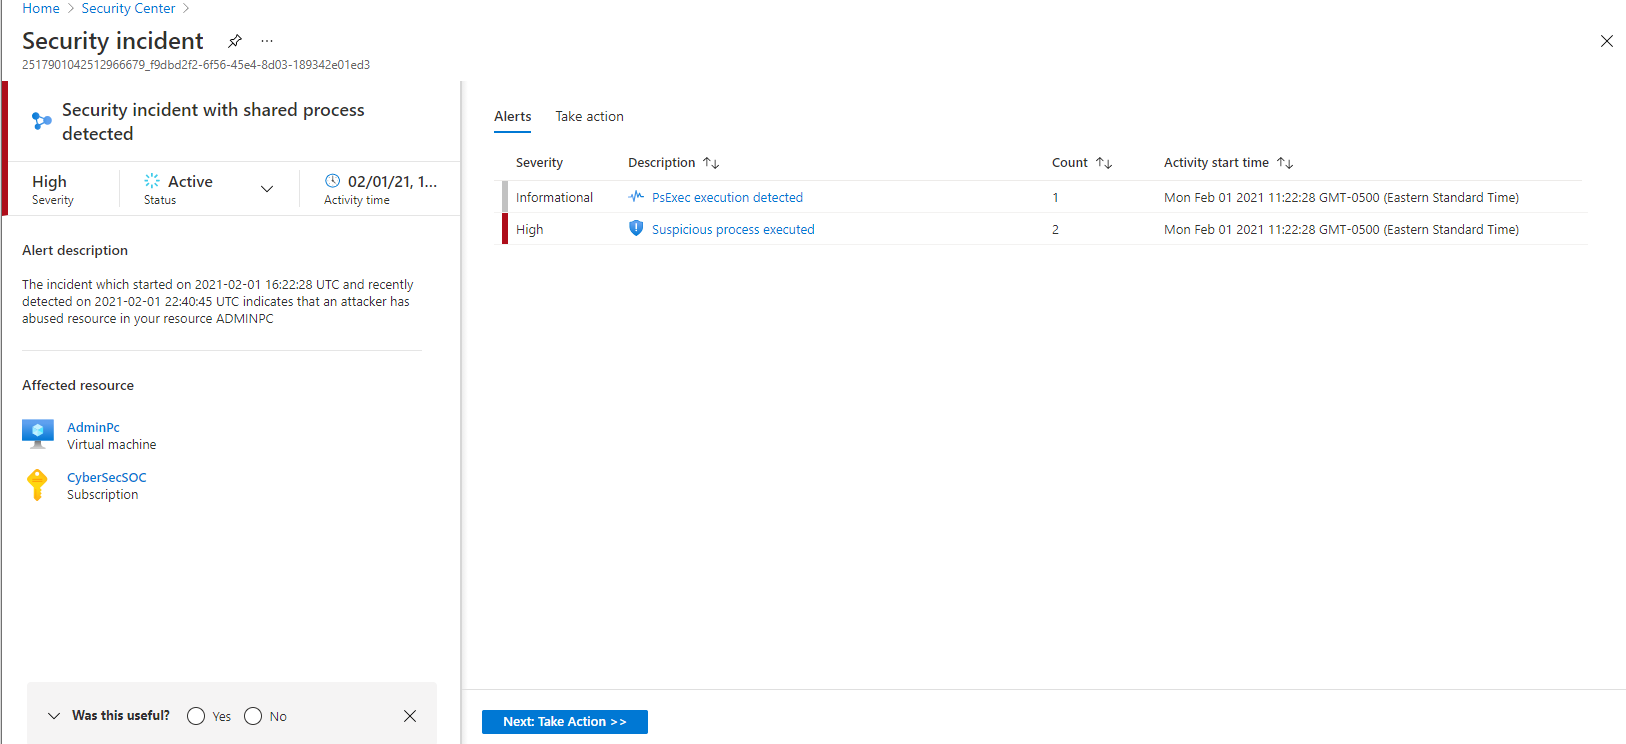 Home > Security Center >
Security incident ...
2517901042512966679_f9dbd2f2-6f56-45e4-8d03-189342e01ed3
Security incident with shared process
detected
High
Severity
Active
Status
02/01/21, 1...
Activity time
Alert description
The incident which started on 2021-02-01 16:22:28 UTC and recently
detected on 2021-02-01 22:40:45 UTC indicates that an attacker has
abused resource in your resource ADMINPC
Affected resource
AdminPc
Virtual machine
CyberSecSOC
Subscription
Was this useful? Yes No
Alerts Take action
Severity Description Count Activity start time
Informational PsExec execution detected 1 Mon Feb 01 2021 11:22:28 GMT-0500 (Eastern Standard Time)
High Suspicious process executed 2 Mon Feb 01 2021 11:22:28 GMT-0500 (Eastern Standard Time)
Next: Take Action >>